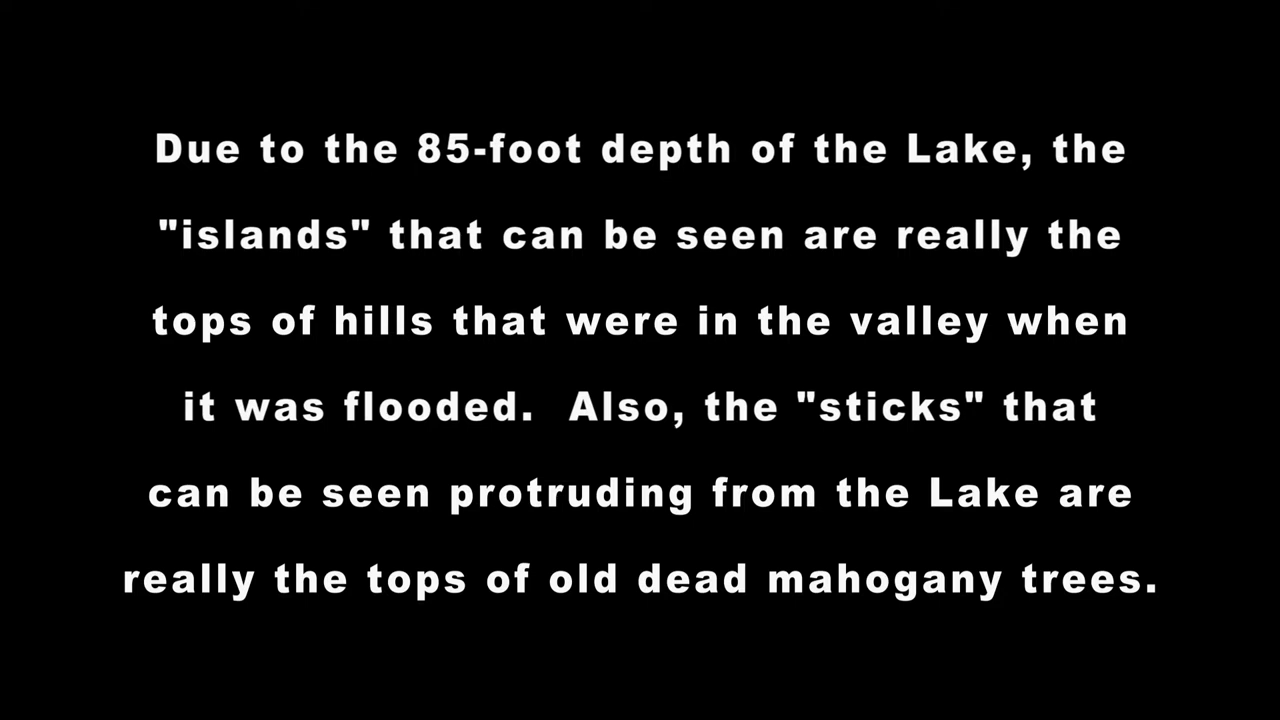 Due to the 85-foot depth of the Lake, the
"islands" that can be seen are really the
tops of hills that were in the valley when
it was flooded.  Also, the "sticks" that
can be seen protruding from the Lake are
really the tops of old dead mahogany trees.